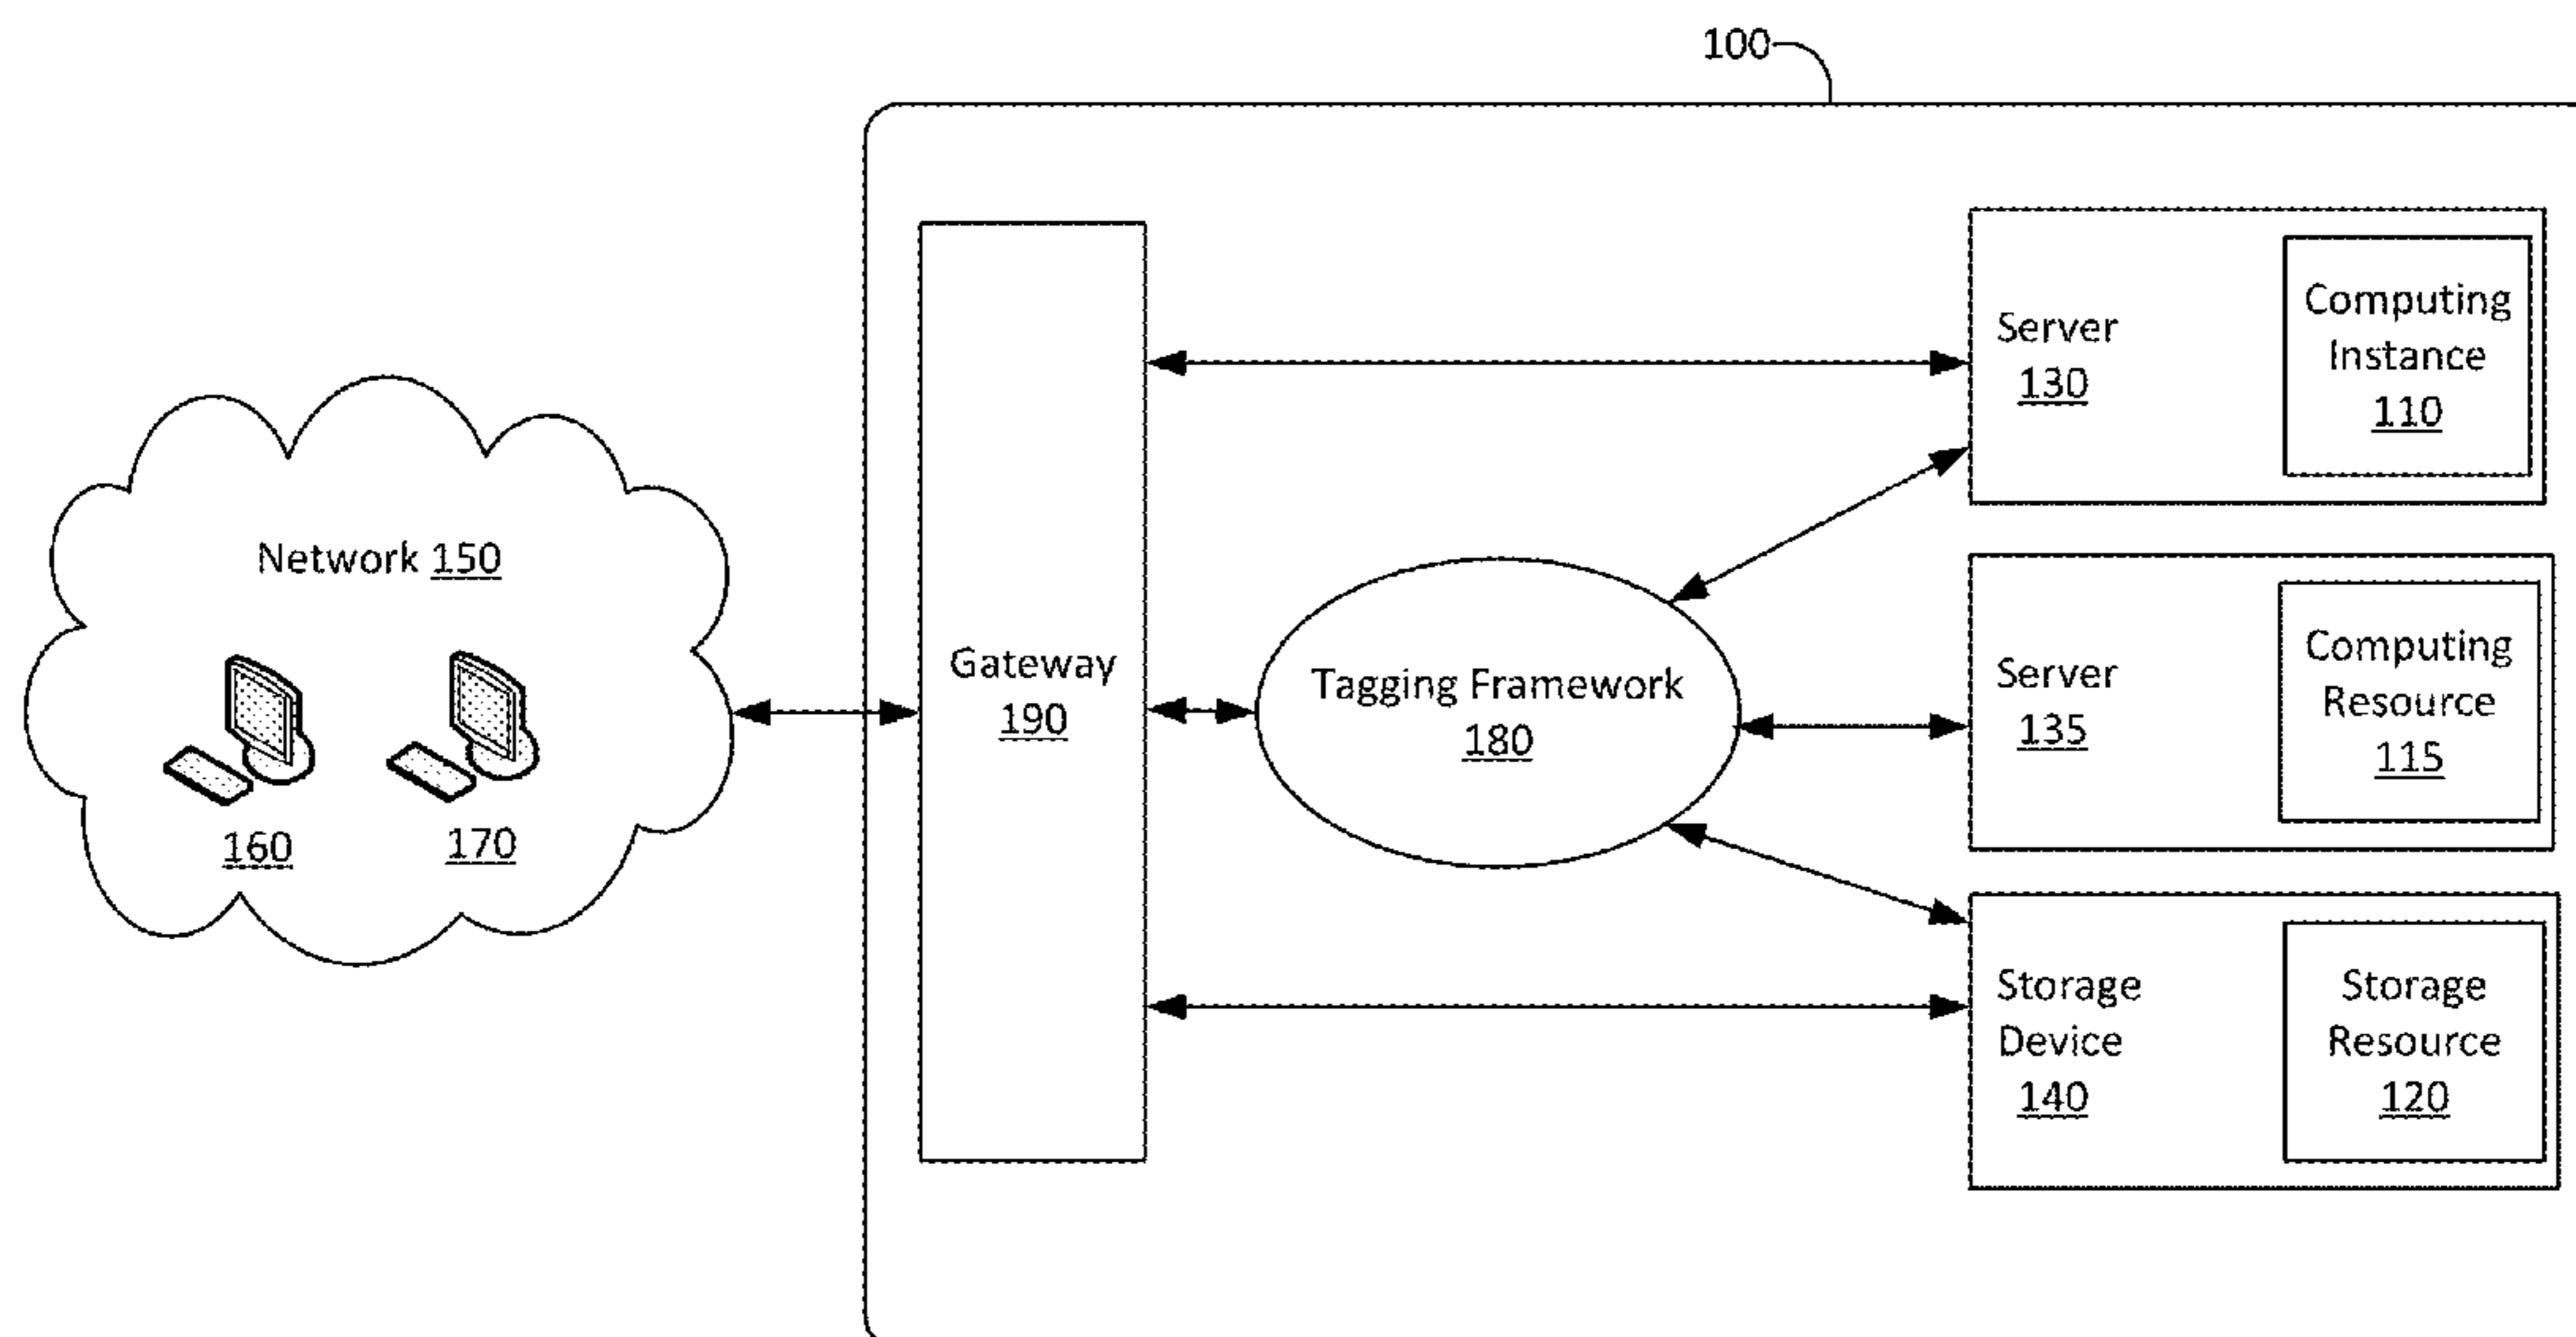 100
Server
130
Computing
Instance
110
Network 150
160
170
Gateway
190
Tagging Framework
180
Server
135
Computing
Resource
115
Storage
Device
140
Storage
Resource
120